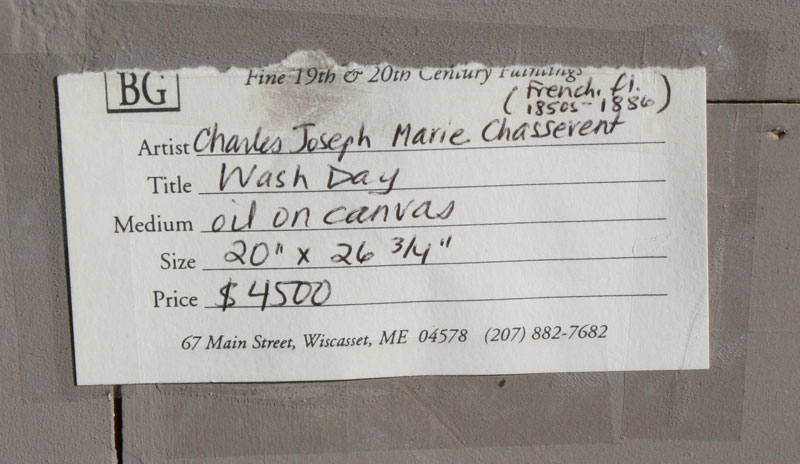 BG
Fine 19th & 20th Century Paintings
(French, fl.
1850s-1886)
Artist Charles Joseph Marie Chasserent
Title Wash Day
Medium oil on canvas
Size 20" x 26 3/4"
Price $4500
67 Main Street, Wiscasset, ME 04578 (207) 882-7682